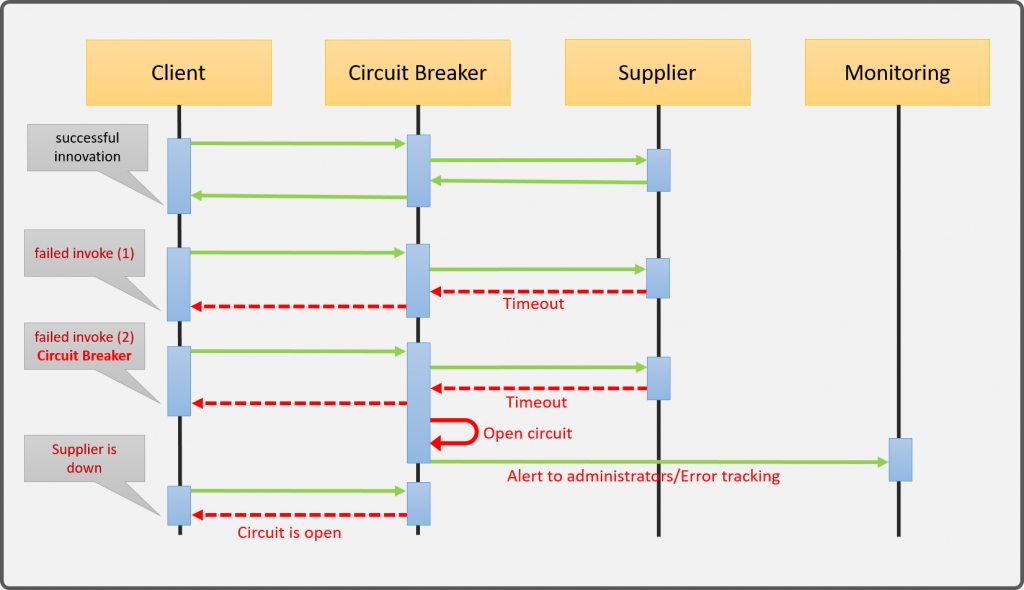 Client
Circuit Breaker
Supplier
Monitoring
successful
innovation
failed invoke (1)
Timeout
failed invoke (2)
Circuit Breaker
Timeout
Open circuit
Supplier is
down
Alert to administrators/Error tracking
Circuit is open